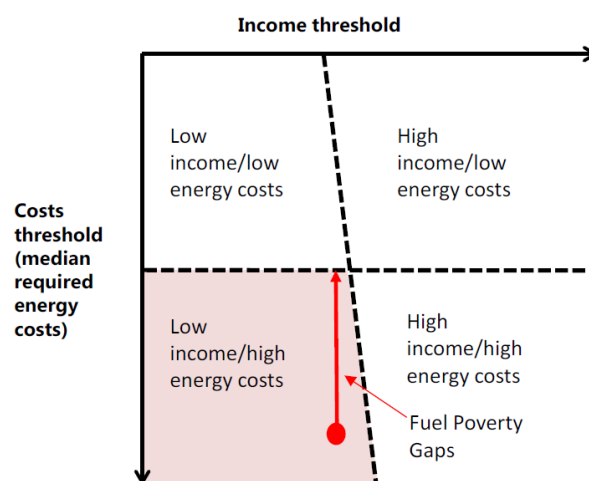 Income threshold
Low
income/low
energy costs
High
income/low
energy costs
Costs
threshold
(median
required
energy
costs)
Low
income/high
energy costs
High
income/high
energy costs
Fuel Poverty
Gaps